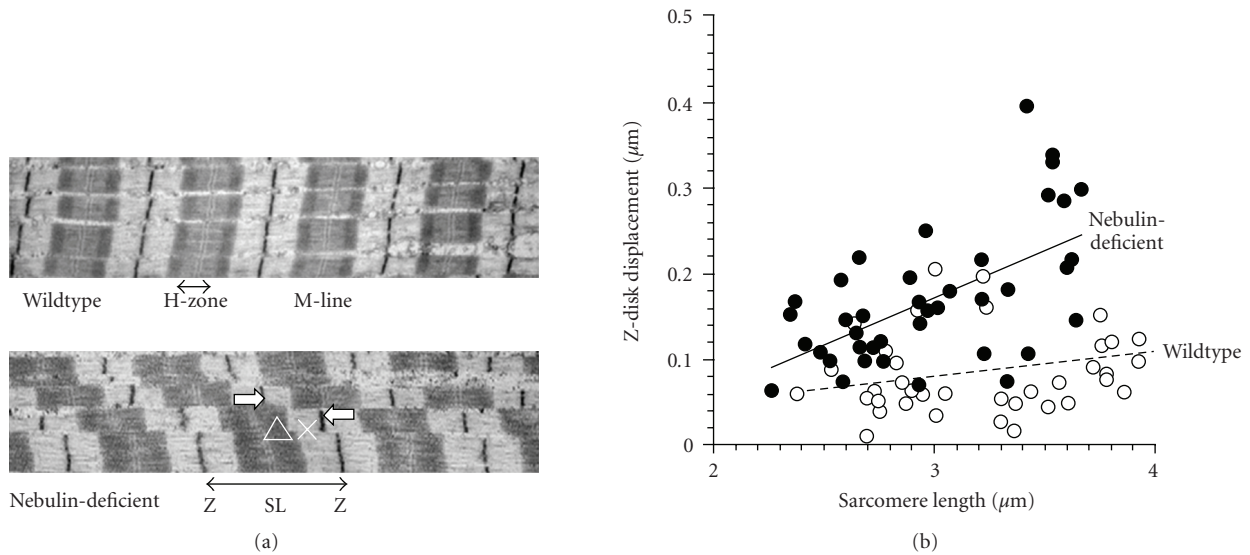 Wildtype H-zone M-line
Nebulin-deficient Z SL Z
(a)
0.5
0.4
0.3
0.2
0.1
0
2 3 4
Z-disk displacement (μm)
Sarcomere length (μm)
Nebulin-
deficient
Wildtype
(b)